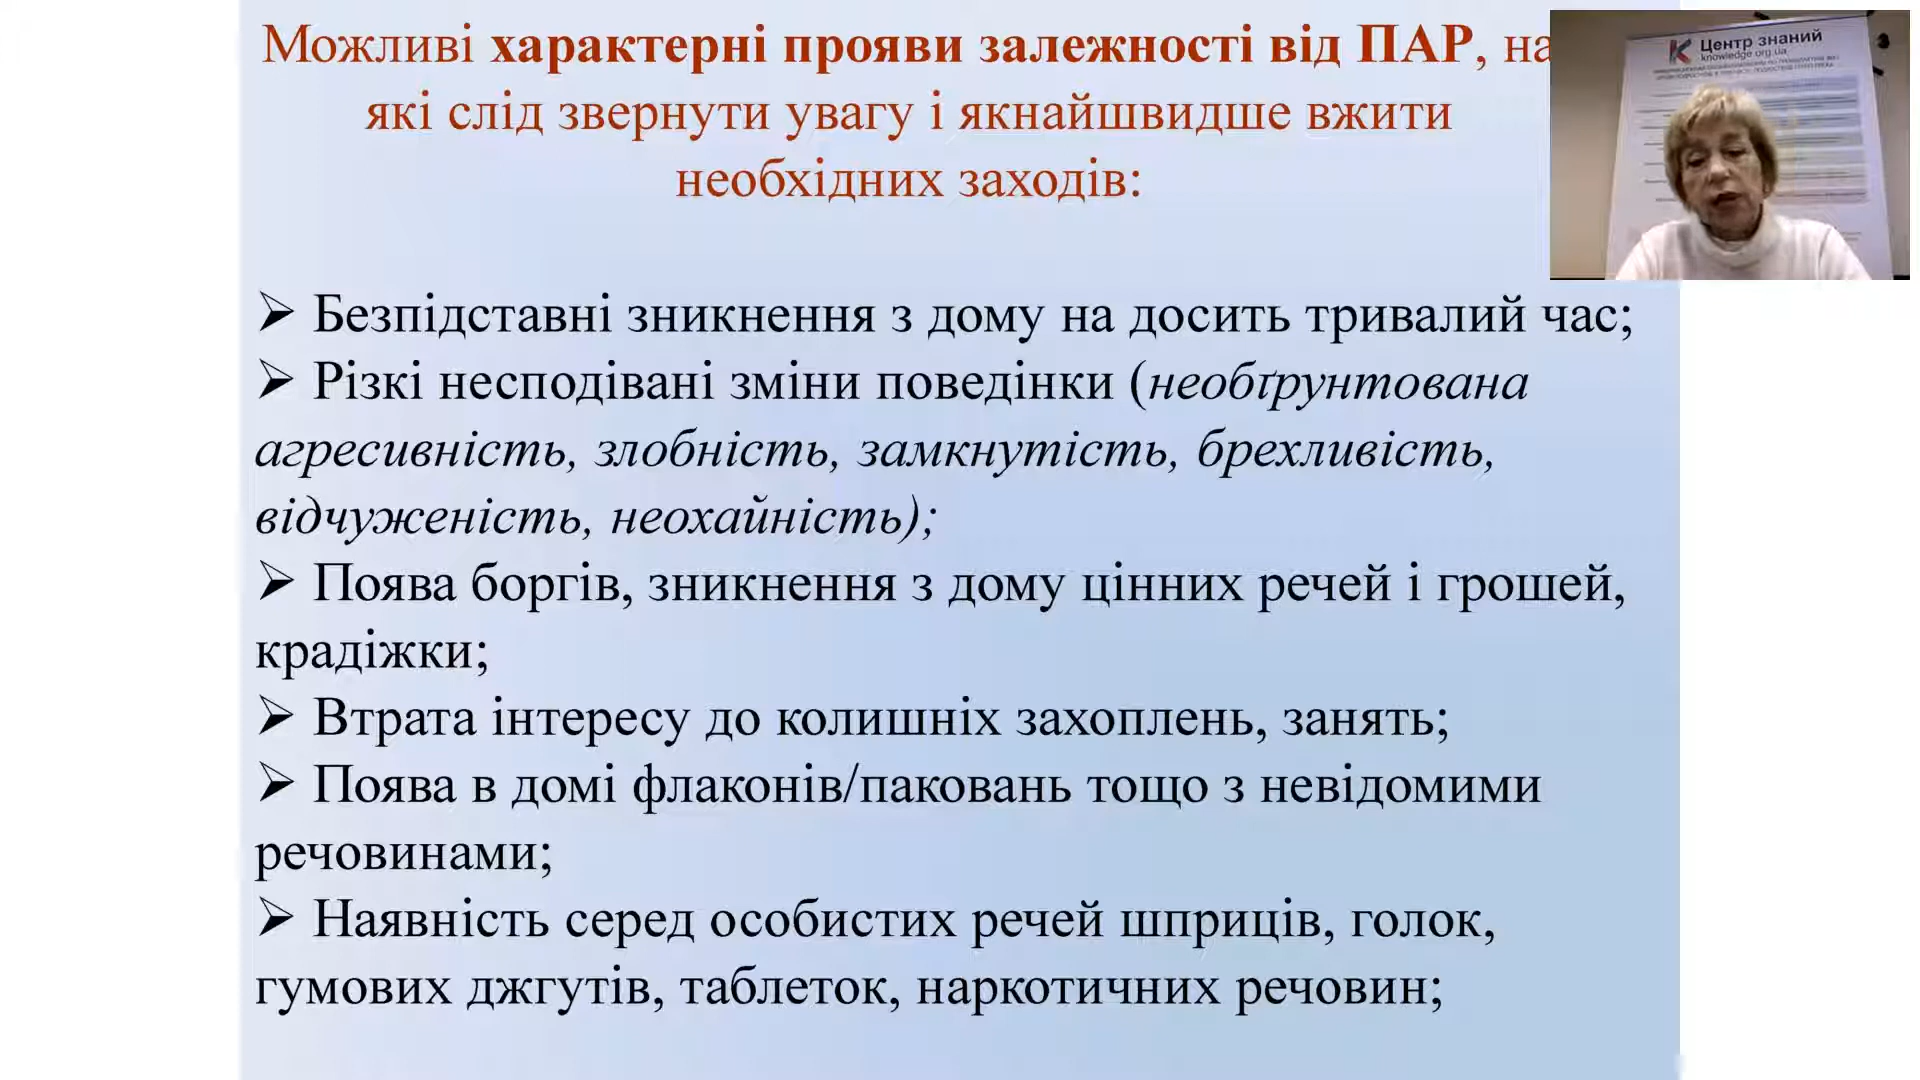 Можливі характерні прояви залежності від ПАР, на
які слід звернути увагу і якнайшвидше вжити
необхідних заходів:
Центр знаний
knowledge.org.ua
➢ Безпідставні зникнення з дому на досить тривалий час;
➢ Різкі несподівані зміни поведінки (необґрунтована
агресивність, злобність, замкнутість, брехливість,
відчуженість, неохайність);
➢ Поява боргів, зникнення з дому цінних речей і грошей,
крадіжки;
➢ Втрата інтересу до колишніх захоплень, занять;
➢ Поява в домі флаконів/паковань тощо з невідомими
речовинами;
➢ Наявність серед особистих речей шприців, голок,
гумових джгутів, таблеток, наркотичних речовин;